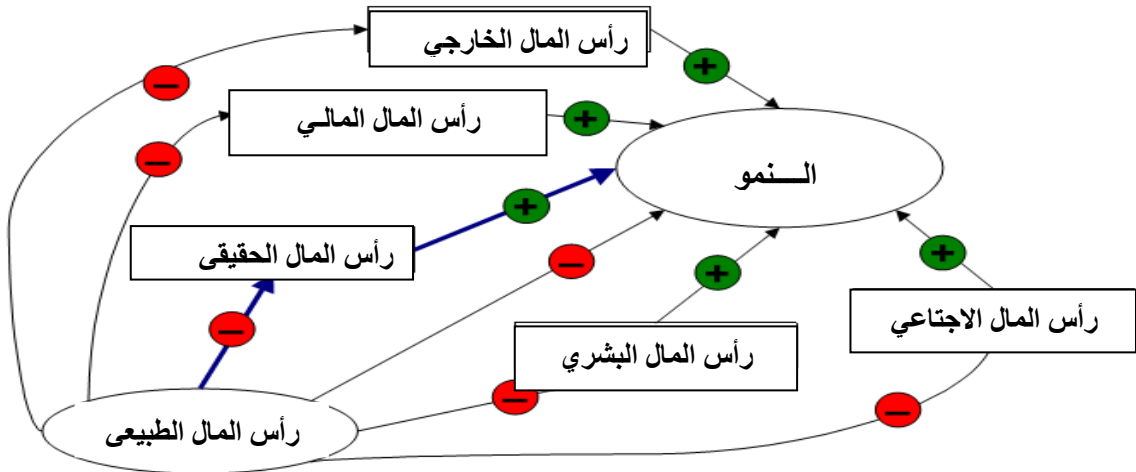 رأس المال الخارجي
+
−
رأس المال المالـي
+
−
الـــنمو
+
رأس المال الحقيقى
−
+
+
−
رأس المال الاجتاعي
رأس المال البشري
−
−
رأس المال الطبيعى